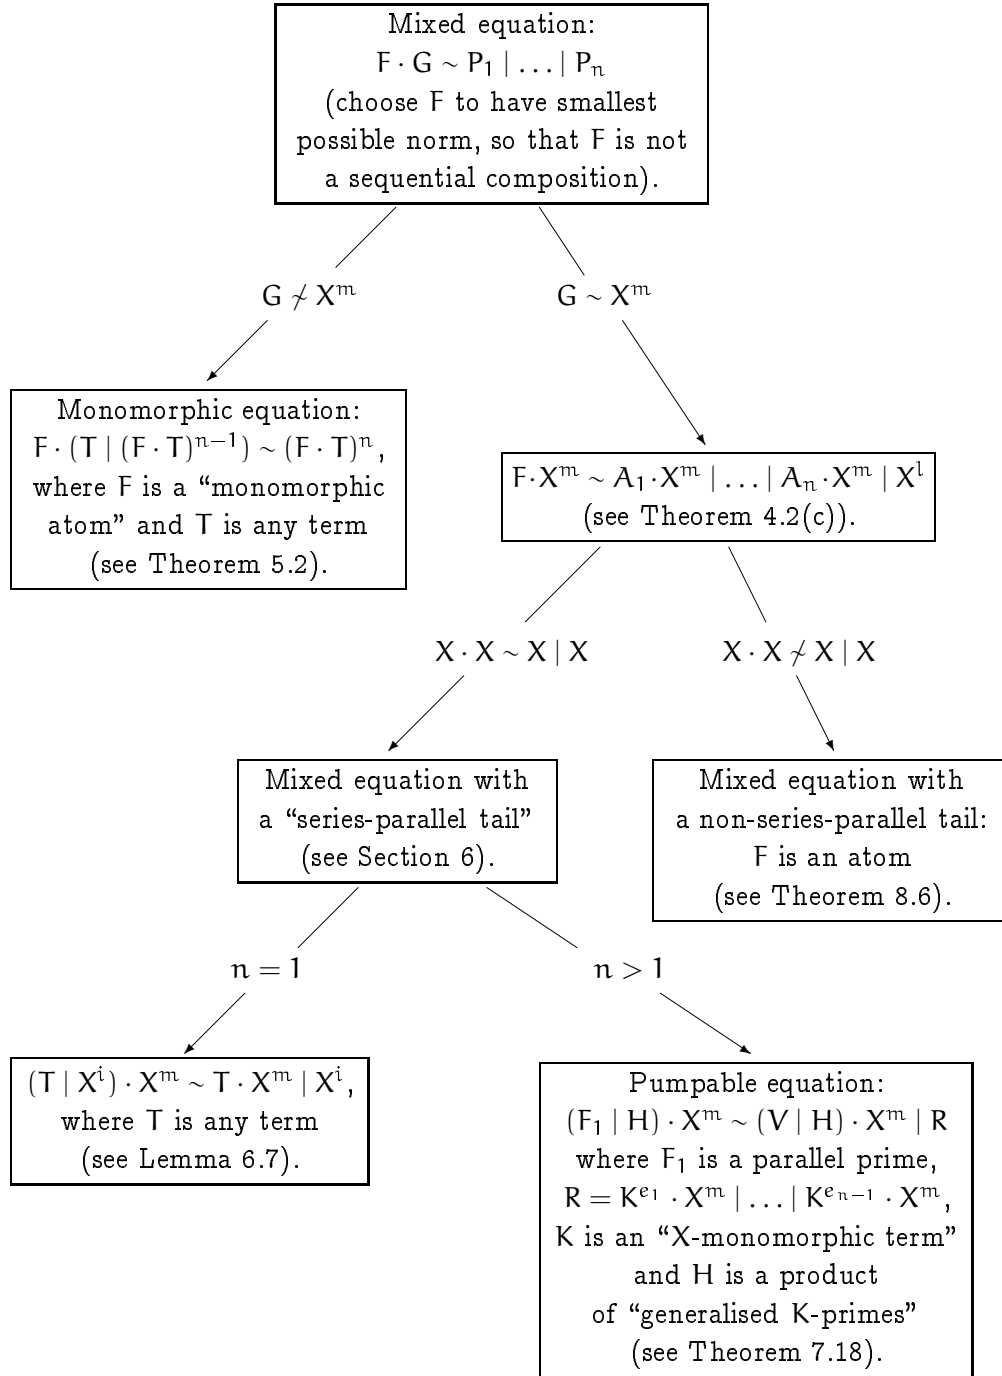 Mixed equation:
F · G ∼ P₁ | … | Pₙ
(choose F to have smallest
possible norm, so that F is not
a sequential composition).
G ≁ Xᵐ
G ∼ Xᵐ
Monomorphic equation:
F · (T | (F · T)ⁿ⁻¹) ∼ (F · T)ⁿ,
where F is a “monomorphic
atom” and T is any term
(see Theorem 5.2).
F·Xᵐ ∼ A₁·Xᵐ | … | Aₙ·Xᵐ | Xˡ
(see Theorem 4.2(c)).
X · X ∼ X | X
X · X ≁ X | X
Mixed equation with
a “series-parallel tail”
(see Section 6).
Mixed equation with
a non-series-parallel tail:
F is an atom
(see Theorem 8.6).
n = 1
n > 1
(T | Xⁱ) · Xᵐ ∼ T · Xᵐ | Xⁱ,
where T is any term
(see Lemma 6.7).
Pumpable equation:
(F₁ | H) · Xᵐ ∼ (V | H) · Xᵐ | R
where F₁ is a parallel prime,
R = K^{e₁} · Xᵐ | … | K^{eₙ₋₁} · Xᵐ,
K is an “X-monomorphic term”
and H is a product
of “generalised K-primes”
(see Theorem 7.18).